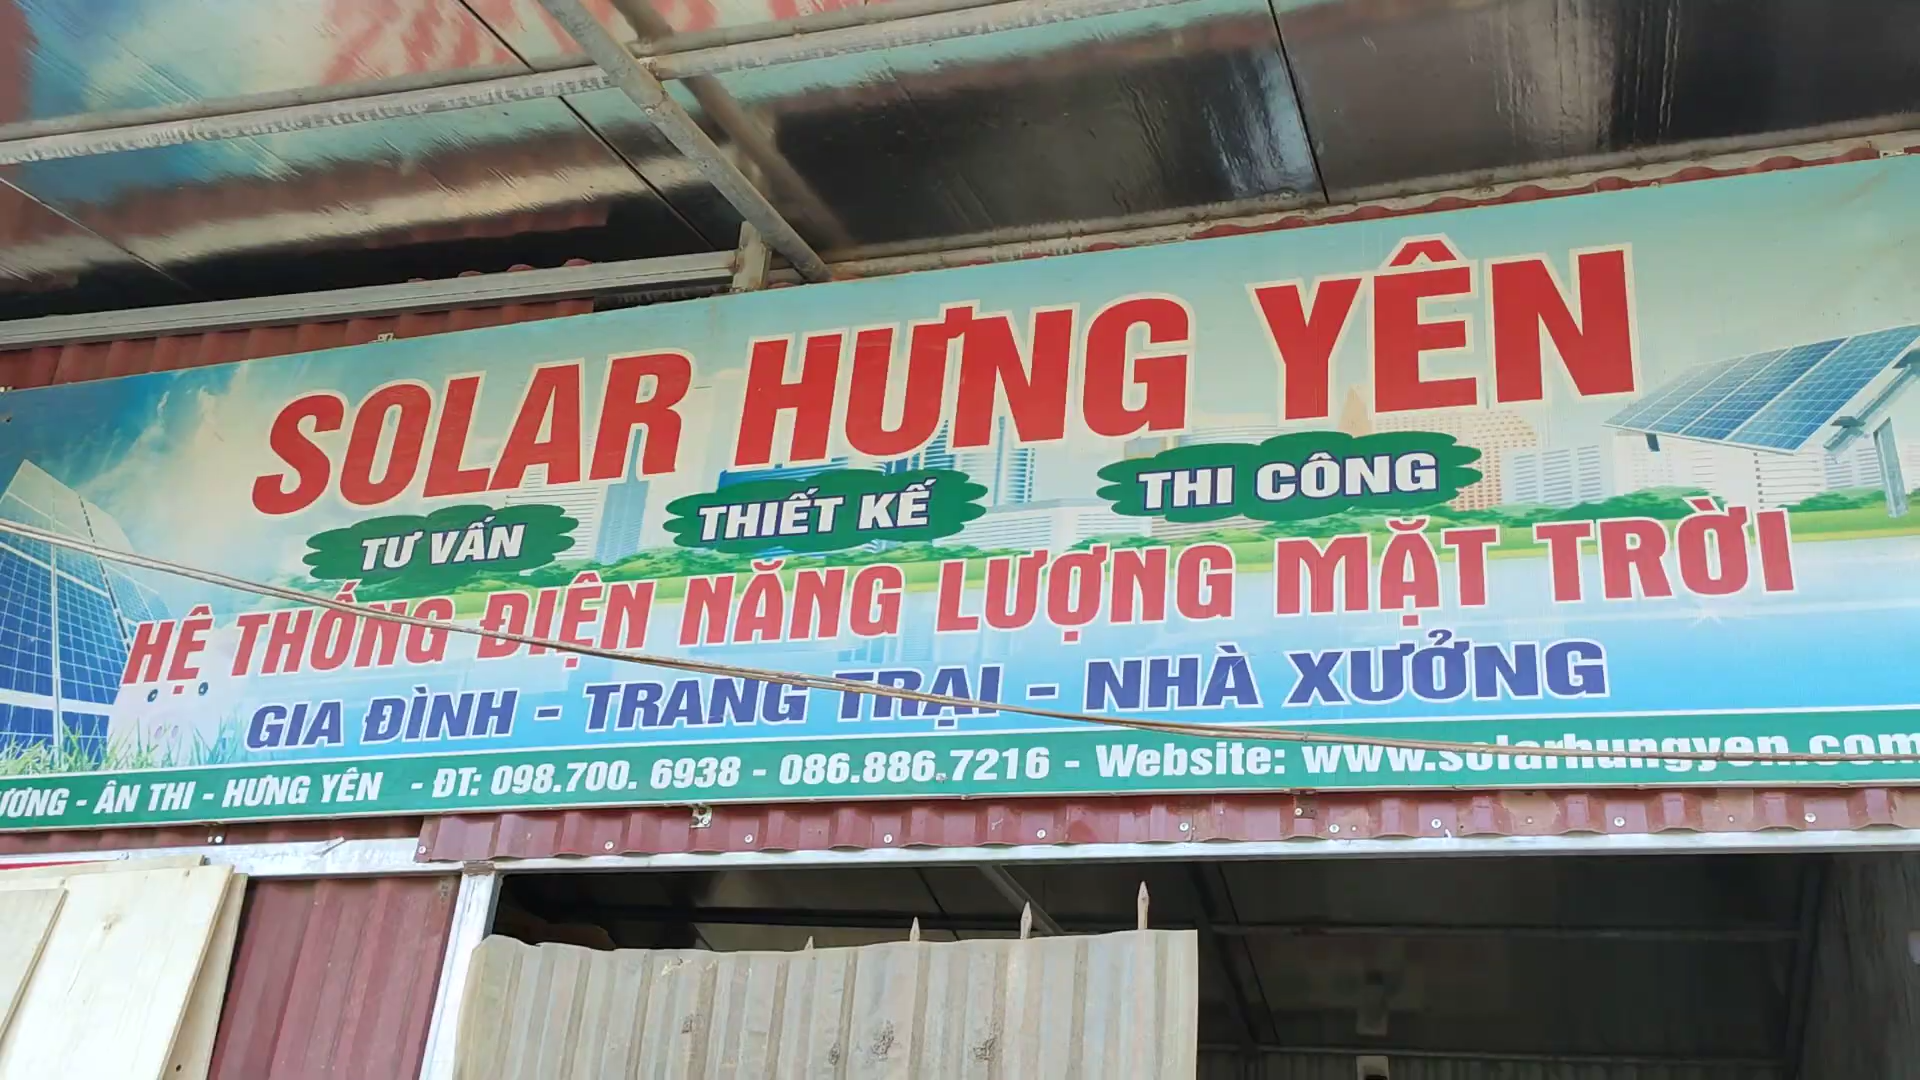 SOLAR HƯNG YÊN
TƯ VẤN THIẾT KẾ THI CÔNG
HỆ THỐNG ĐIỆN NĂNG LƯỢNG MẶT TRỜI
GIA ĐÌNH - TRANG TRẠI - NHÀ XƯỞNG
ƯƠNG - ÂN THI - HƯNG YÊN - ĐT: 098.700. 6938 - 086.886.7216 - Website: www.solarhungyen.com